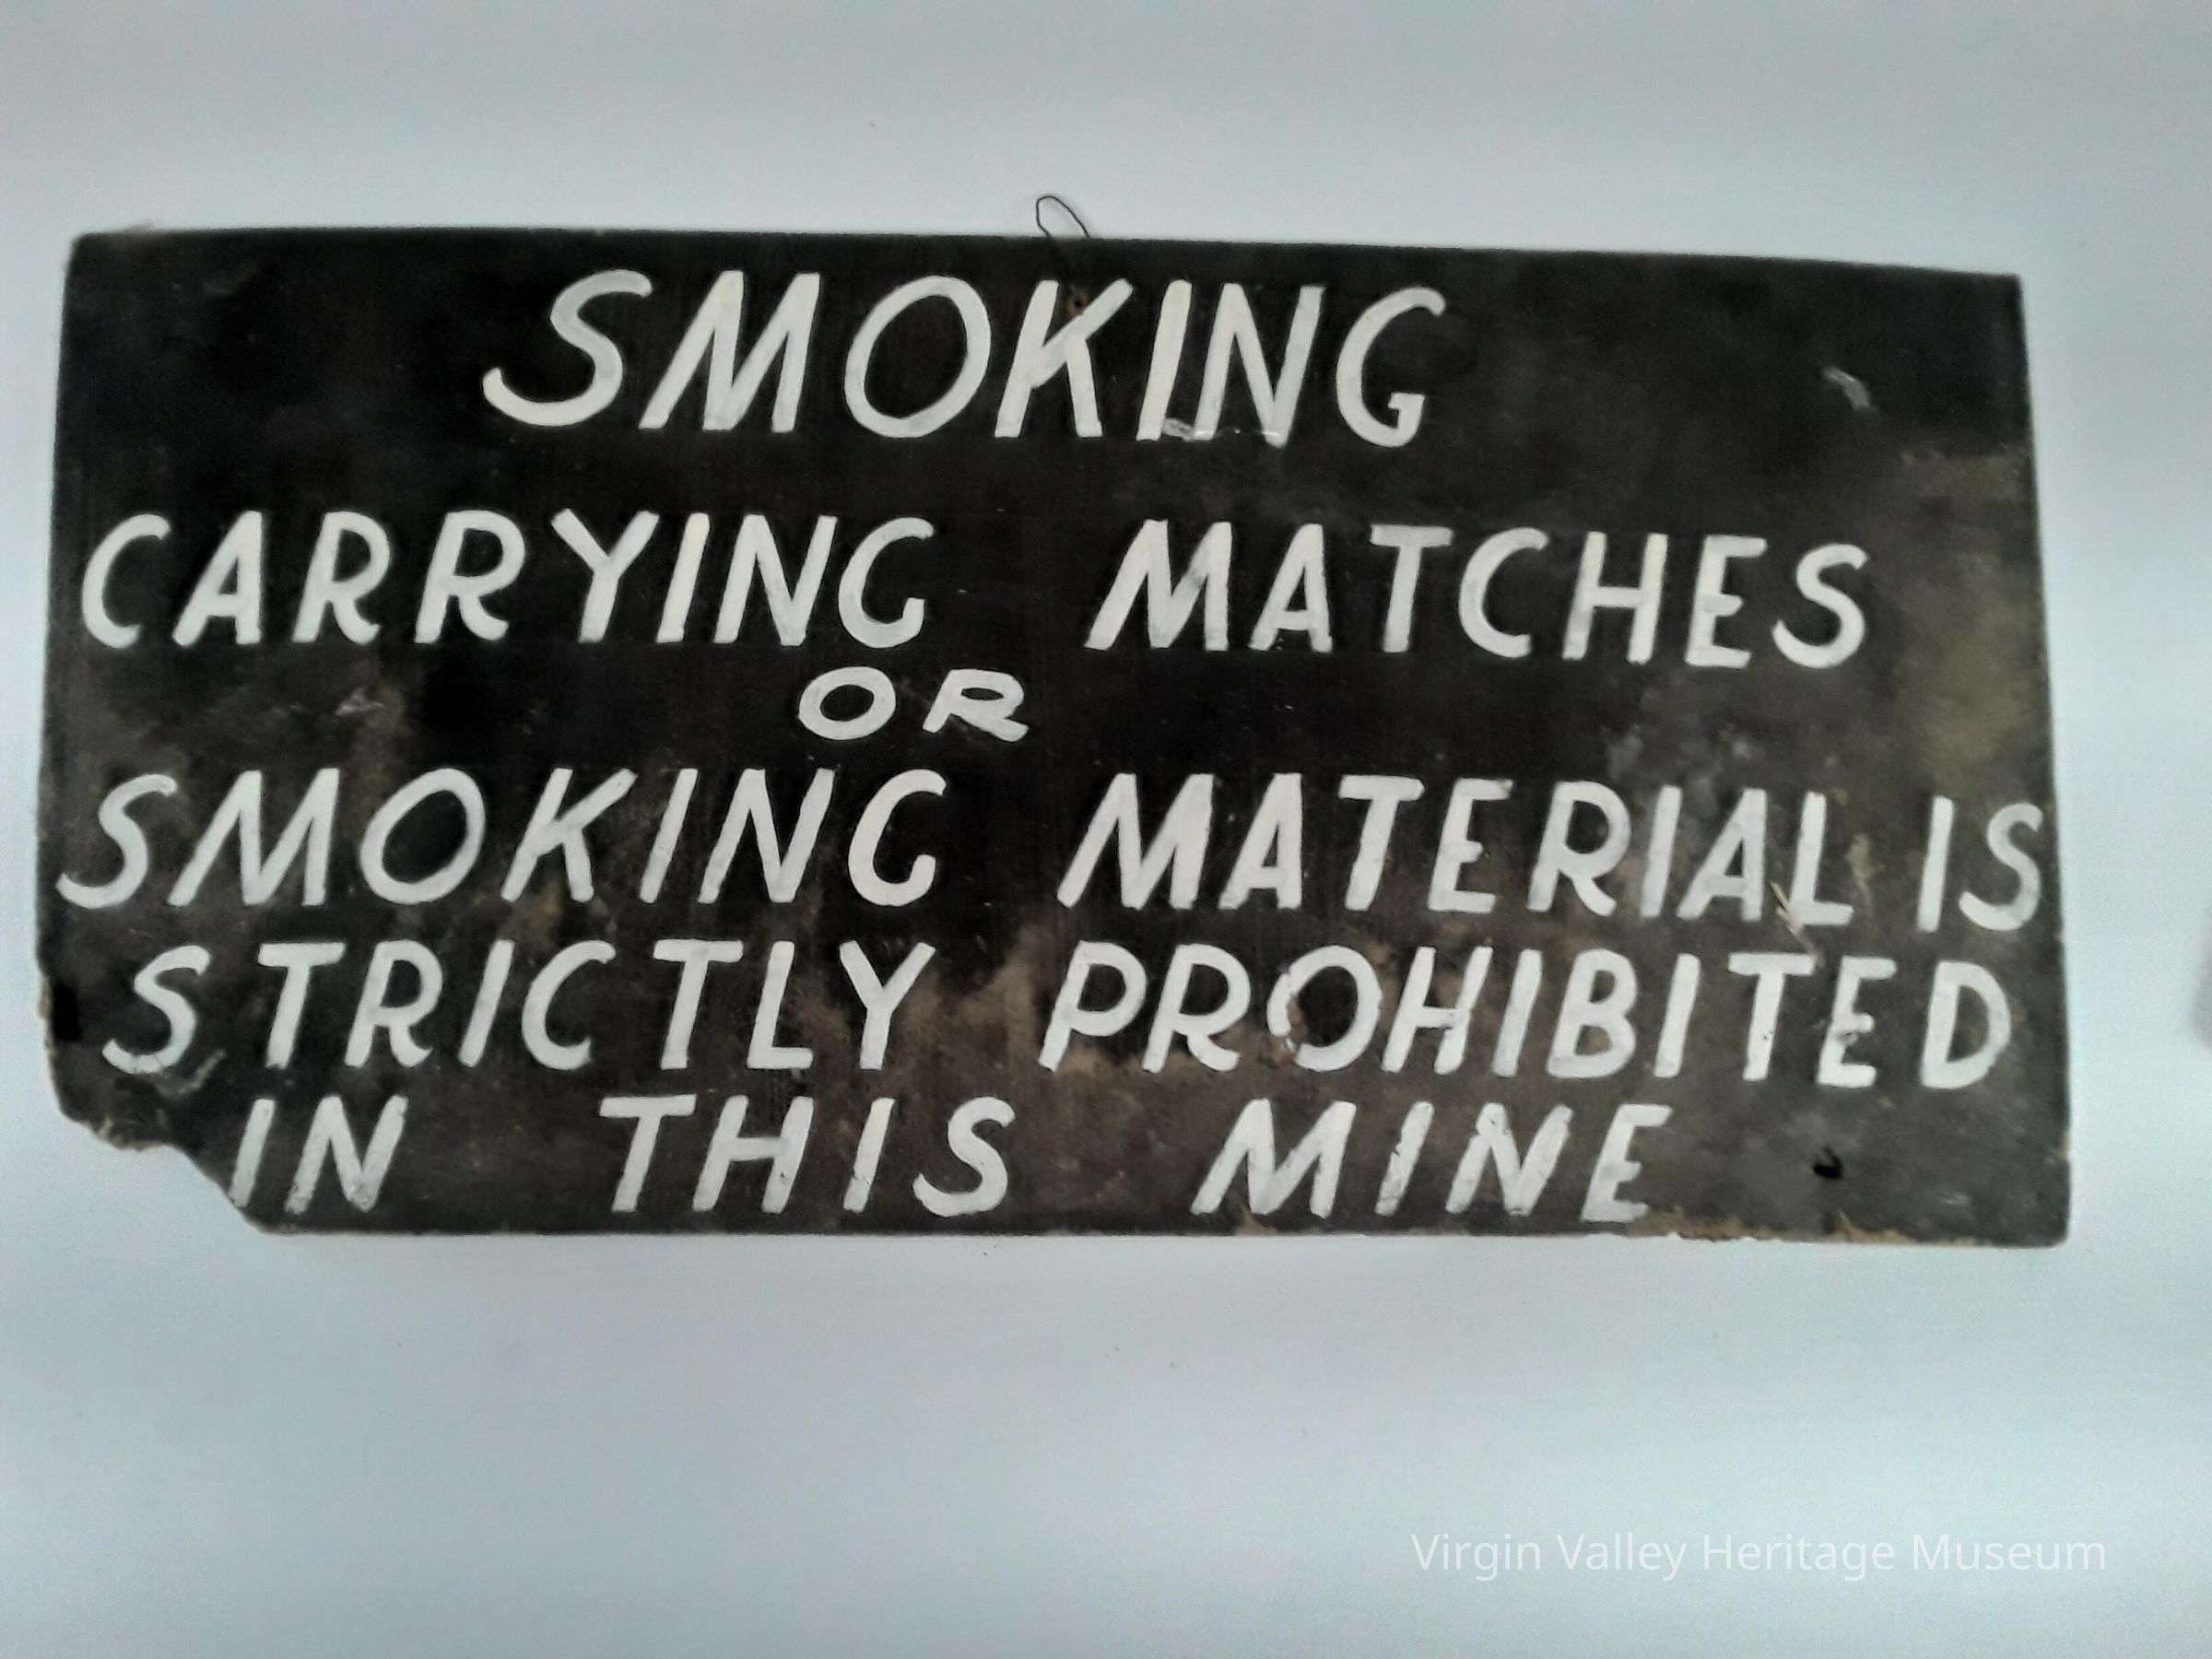 SMOKING
CARRYING MATCHES
OR
SMOKING MATERIAL IS
STRICTLY PROHIBITED
IN THIS MINE
Virgin Valley Heritage Museum